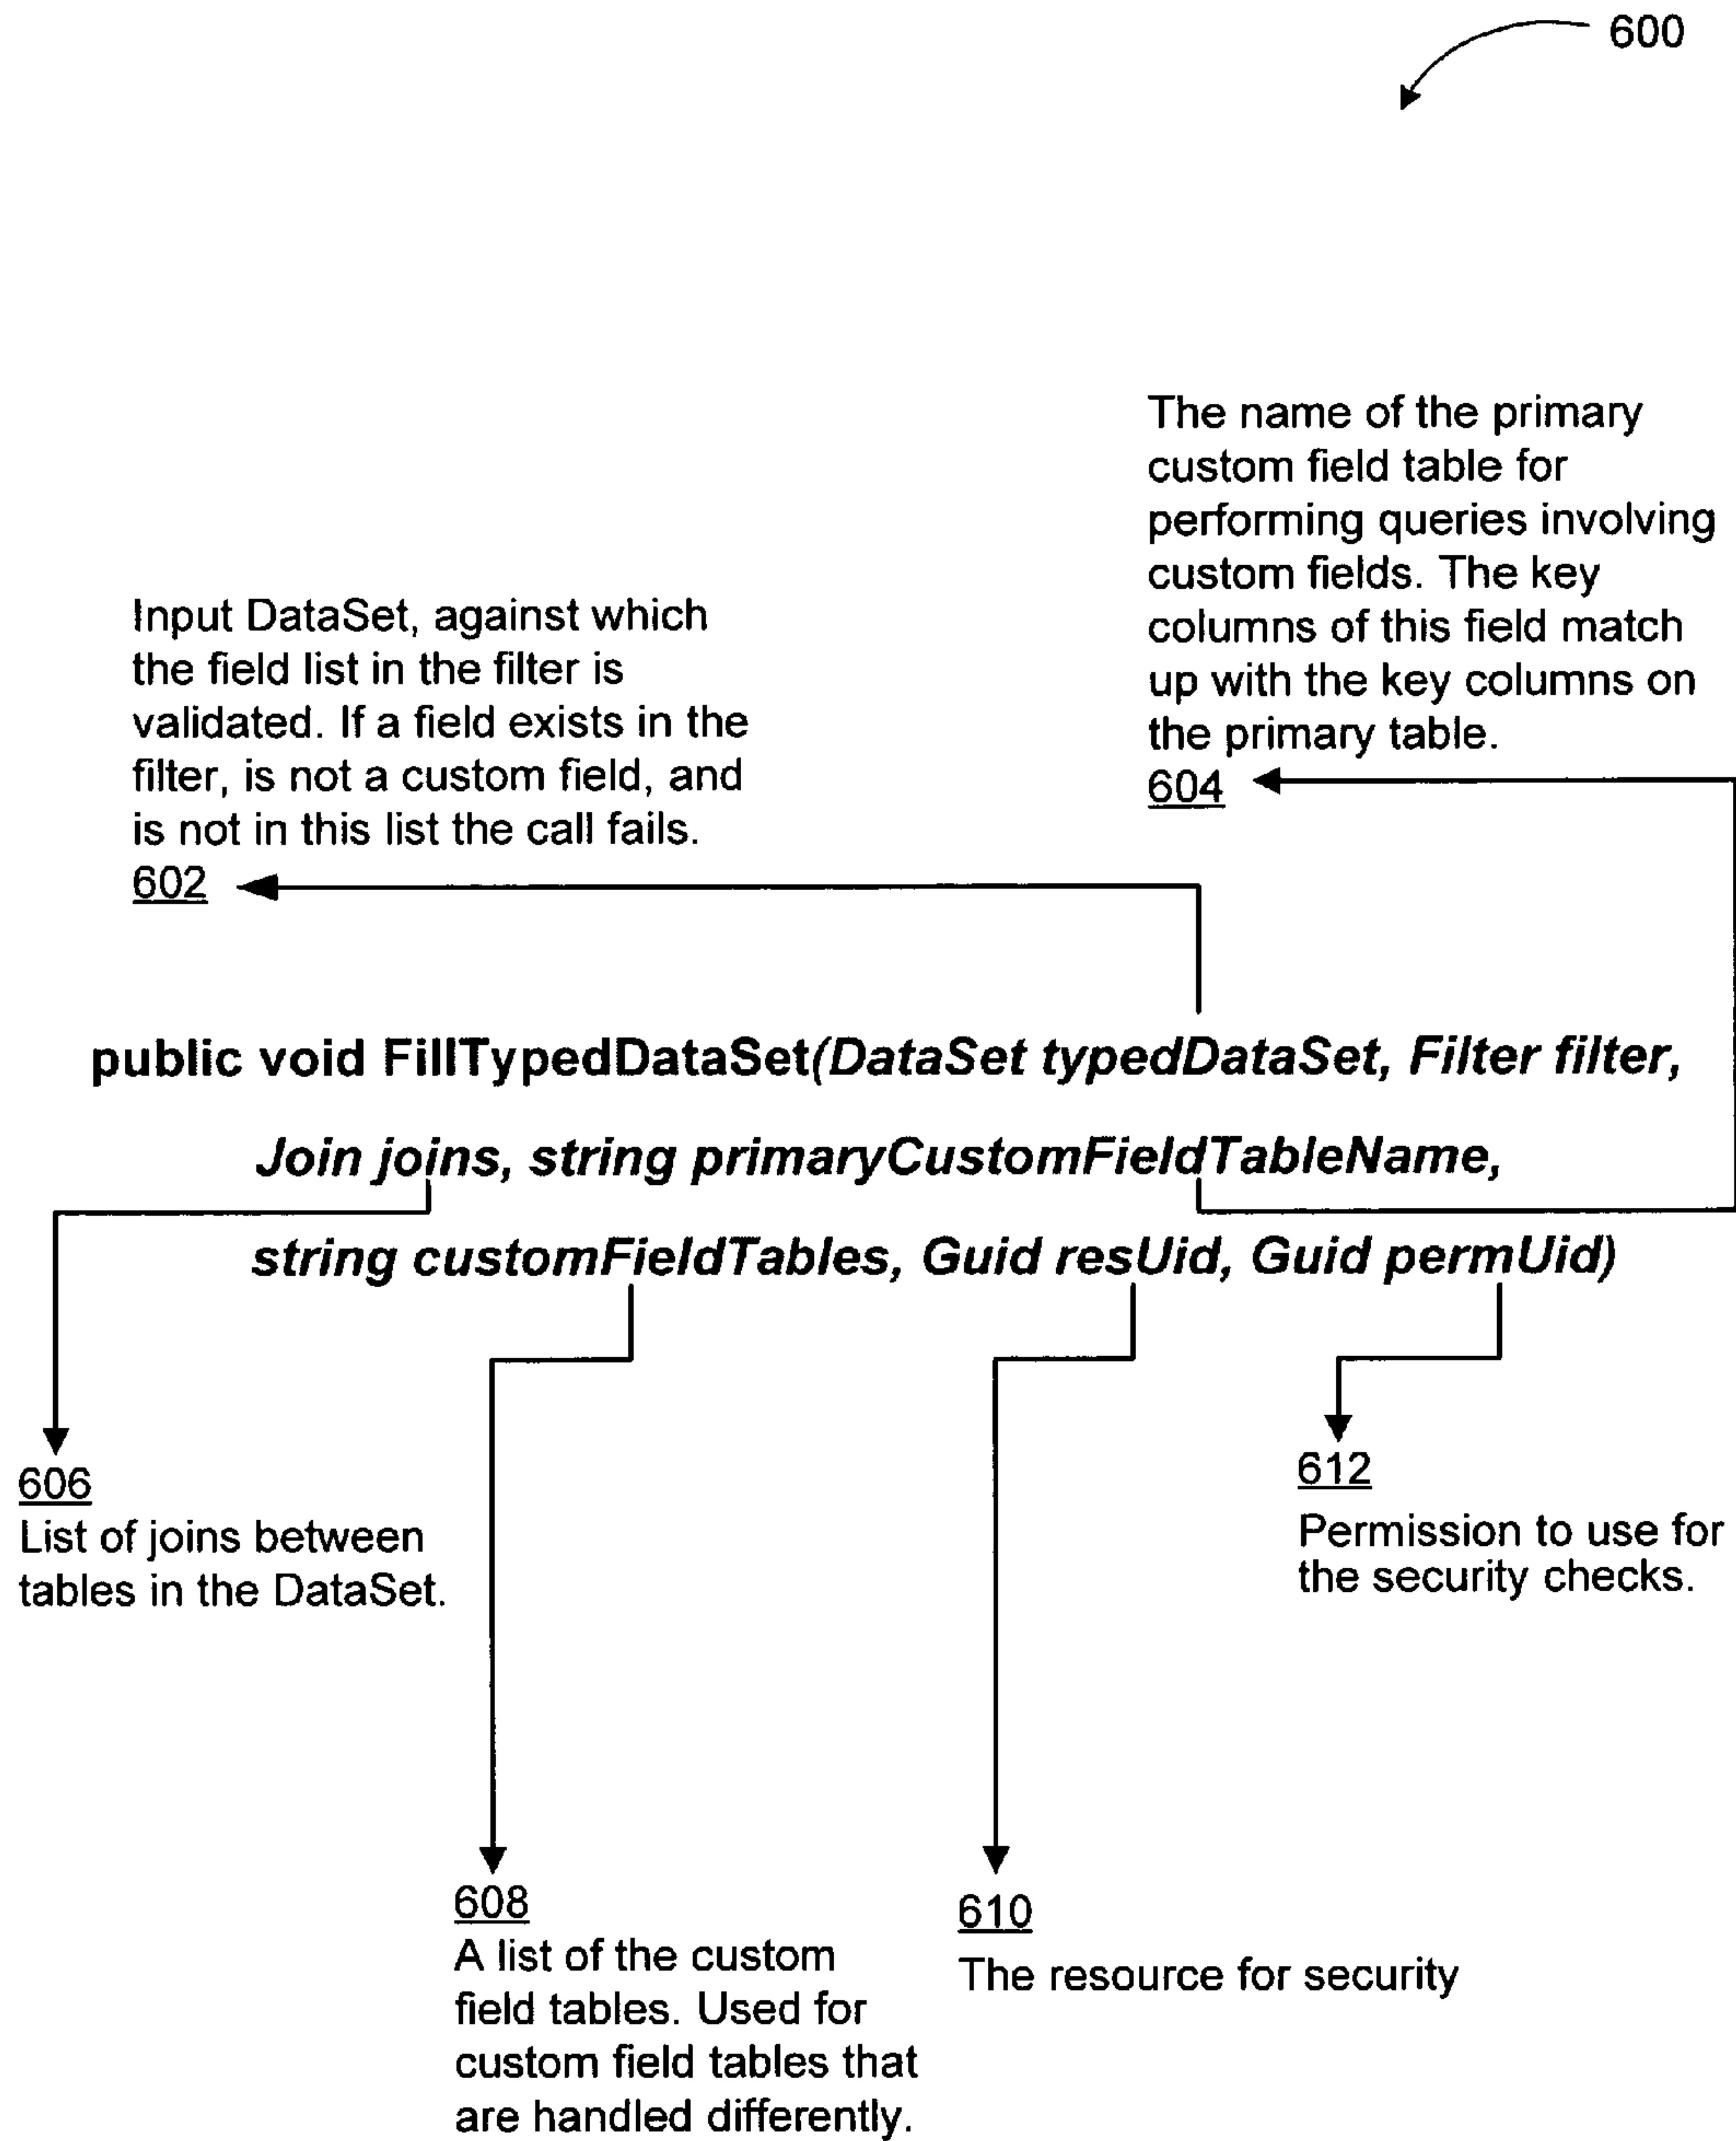 600
The name of the primary
custom field table for
performing queries involving
custom fields. The key
columns of this field match
up with the key columns on
the primary table.
604
Input DataSet, against which
the field list in the filter is
validated. If a field exists in the
filter, is not a custom field, and
is not in this list the call fails.
602
public void FillTypedDataSet(DataSet typedDataSet, Filter filter,
Join joins, string primaryCustomFieldTableName,
string customFieldTables, Guid resUid, Guid permUid)
606
List of joins between
tables in the DataSet.
612
Permission to use for
the security checks.
608
A list of the custom
field tables. Used for
custom field tables that
are handled differently.
610
The resource for security